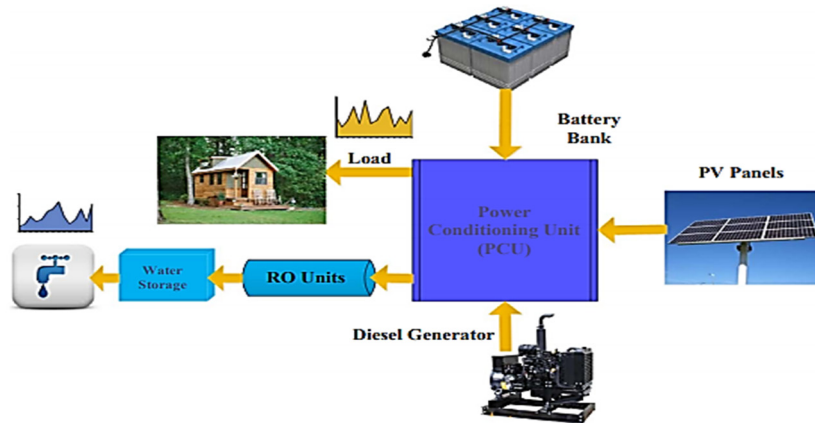 Battery
Bank
Load
PV Panels
Power
Conditioning Unit
(PCU)
Water
Storage
RO Units
Diesel Generator